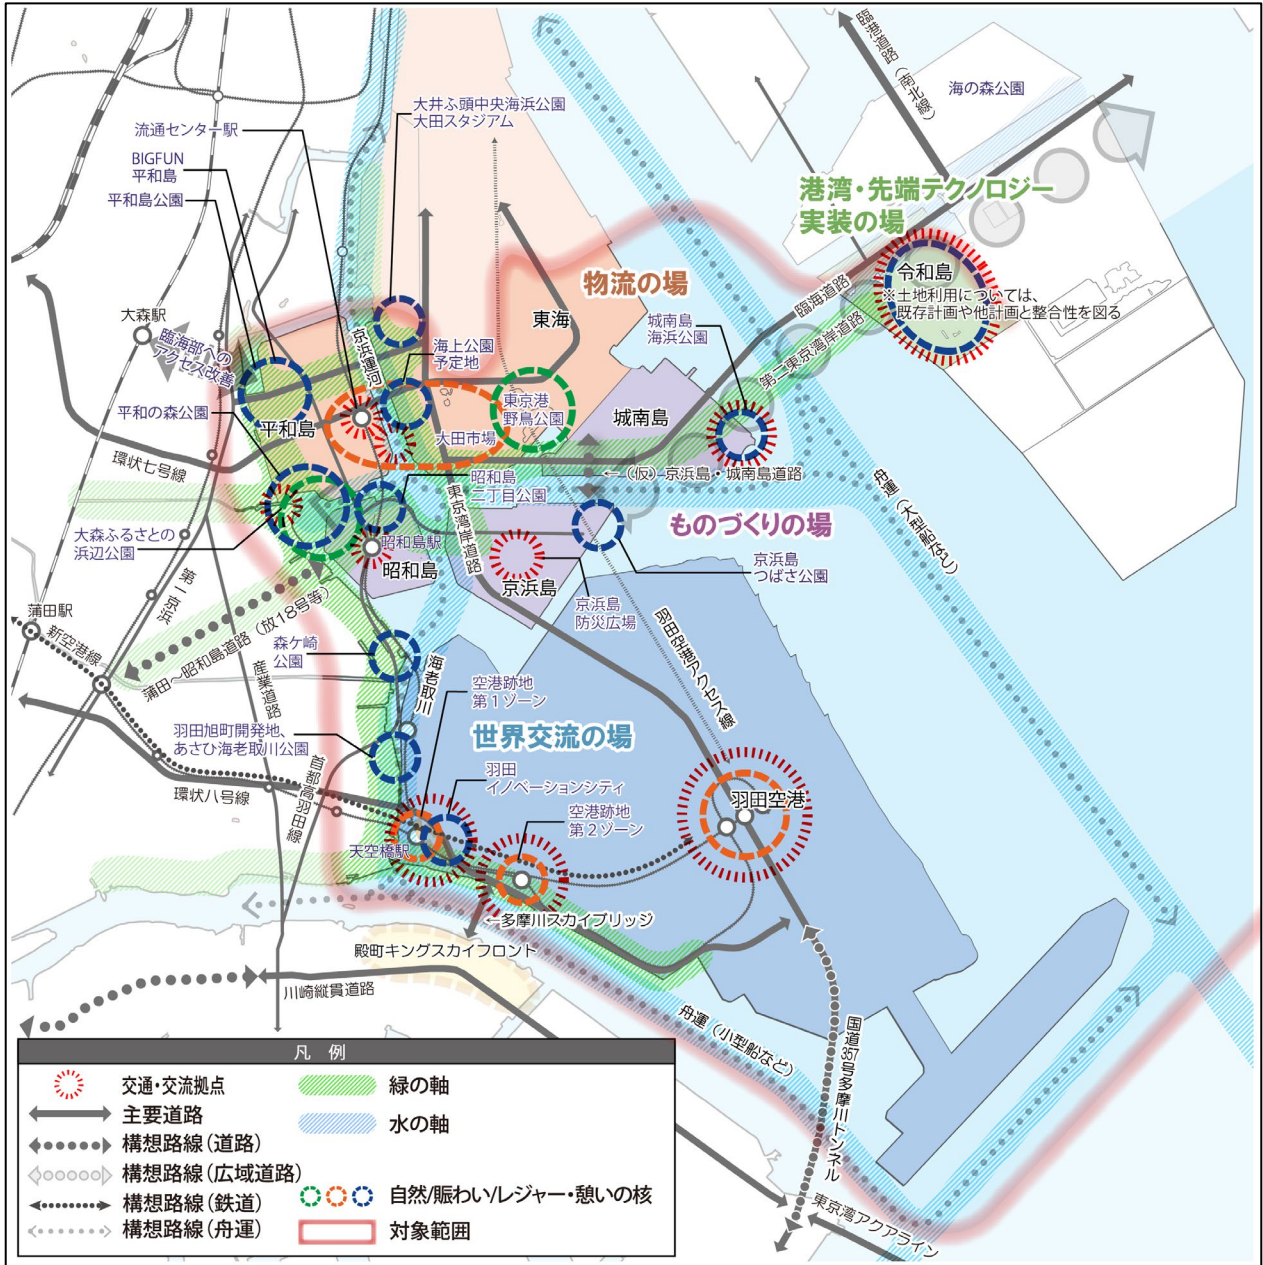 臨港道路(南北線)
海の森公園
大井ふ頭中央海浜公園
大田スタジアム
流通センター駅
BIGFUN
平和島
平和島公園
港湾・先端テクノロジー
実装の場
令和島
※土地利用については、
既存計画や他計画と整合性を図る
物流の場
臨海道路
第二東京湾岸道路
東海
城南島
海浜公園
大森駅
臨海部への
アクセス改善
京浜運河
海上公園
予定地
東京港
野鳥公園
城南島
平和の森公園
平和島
大田市場
環状七号線
←(仮)京浜島・城南島道路
昭和島
二丁目公園
東京湾岸道路
舟運(大型船など)
ものづくりの場
大森ふるさとの
浜辺公園
昭和島駅
昭和島
京浜島
京浜島
つばさ公園
京浜島
防災広場
第一京浜
蒲田駅
新空港線
蒲田~昭和島道路(放18号等)
産業道路
森ケ崎
公園
海老取川
羽田空港アクセス線
空港跡地
第1ゾーン
世界交流の場
羽田旭町開発地、
あさひ海老取川公園
羽田
イノベーションシティ
首都高羽田線
環状八号線
空港跡地
第2ゾーン
羽田空港
天空橋駅
←多摩川スカイブリッジ
殿町キングスカイフロント
川崎縦貫道路
舟運(小型船など)
国道357号多摩川トンネル
東京湾アクアライン
凡 例
交通・交流拠点
主要道路
構想路線(道路)
構想路線(広域道路)
構想路線(鉄道)
構想路線(舟運)
緑の軸
水の軸
自然/賑わい/レジャー・憩いの核
対象範囲